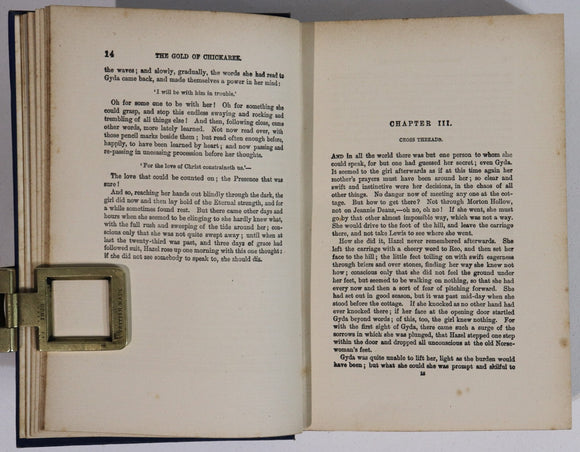 14 THE GOLD OF CHICKAREE.
the waves; and slowly, gradually, the words she had read to
Gyda came back, and made themselves a power in her mind:
'I will be with him in trouble.'
Oh for some one to be with her! Oh for something she
could grasp, and stop this endless swaying and rocking and
trembling of all things else! And then, following close, came
other words, more lately learned. Not now read over, with
those pencil marks beside them; but read often enough before,
happily, to have been learned by heart; and now passing and
re-passing in unceasing procession before her thoughts.
'For the love of Christ constraineth us.'—
The love that could be counted on; the Presence that was
sure!
And so, reaching her hands out blindly through the dark, the
girl did now and then lay hold of the Eternal strength, and for
a while sometimes found rest. But there came other days and
hours when she seemed to be clinging to she hardly knew what,
with the full rush and sweeping of the tide around her; con-
scious only that she was not quite swept away; until when at
last the twenty-third was past, and three days of grace had
followed suit, Hazel rose up one morning with this one thought:
if she did not see somebody to speak to, she should die.
CHAPTER III.
CROSS THREADS.
AND in all the world there was but one person to whom she
could speak, for but one had guessed her secret; even Gyda.
It seemed to the girl afterwards as if at this time again her
mother's prayers must have been around her; so clear and
swift and instinctive were her decisions, in the chaos of all
other things. No danger now of meeting any one at the cot-
tage. But how to get there? Not through Morton Hollow,
not on Jeannie Deans,—oh no, oh no! If she went, she must
go by that other almost impossible way, which was not a way.
She would drive to the foot of the hill, and leave the carriage
there, and not take Lewis to see where she went.
How she did it, Hazel never remembered afterwards. She
left the carriage with a cheery word to Reo, and then set her
face to the hill; the little feet toiling on with swift eagerness
through briers and over stones, finding her way she knew not
how; conscious only that she did not feel the ground under
her feet, but seemed to be walking on nothing, so that she had
every now and then a sort of fear of pitching forward. She
had set out in good season, but it was past mid-day when she
stood before the cottage. If she knocked as no other hand had
ever knocked there; if her face at the opening door startled
Gyda beyond words; of this, too, the girl knew nothing. For
with the first sight of Gyda, there came such a surge of the
sorrows in which she was plunged, that Hazel stepped one step
within the door and dropped all unconscious at the old Norse-
woman's feet.
Gyda was quite unable to lift her, light as the burden would
have been; but what she could she was prompt and skilful to